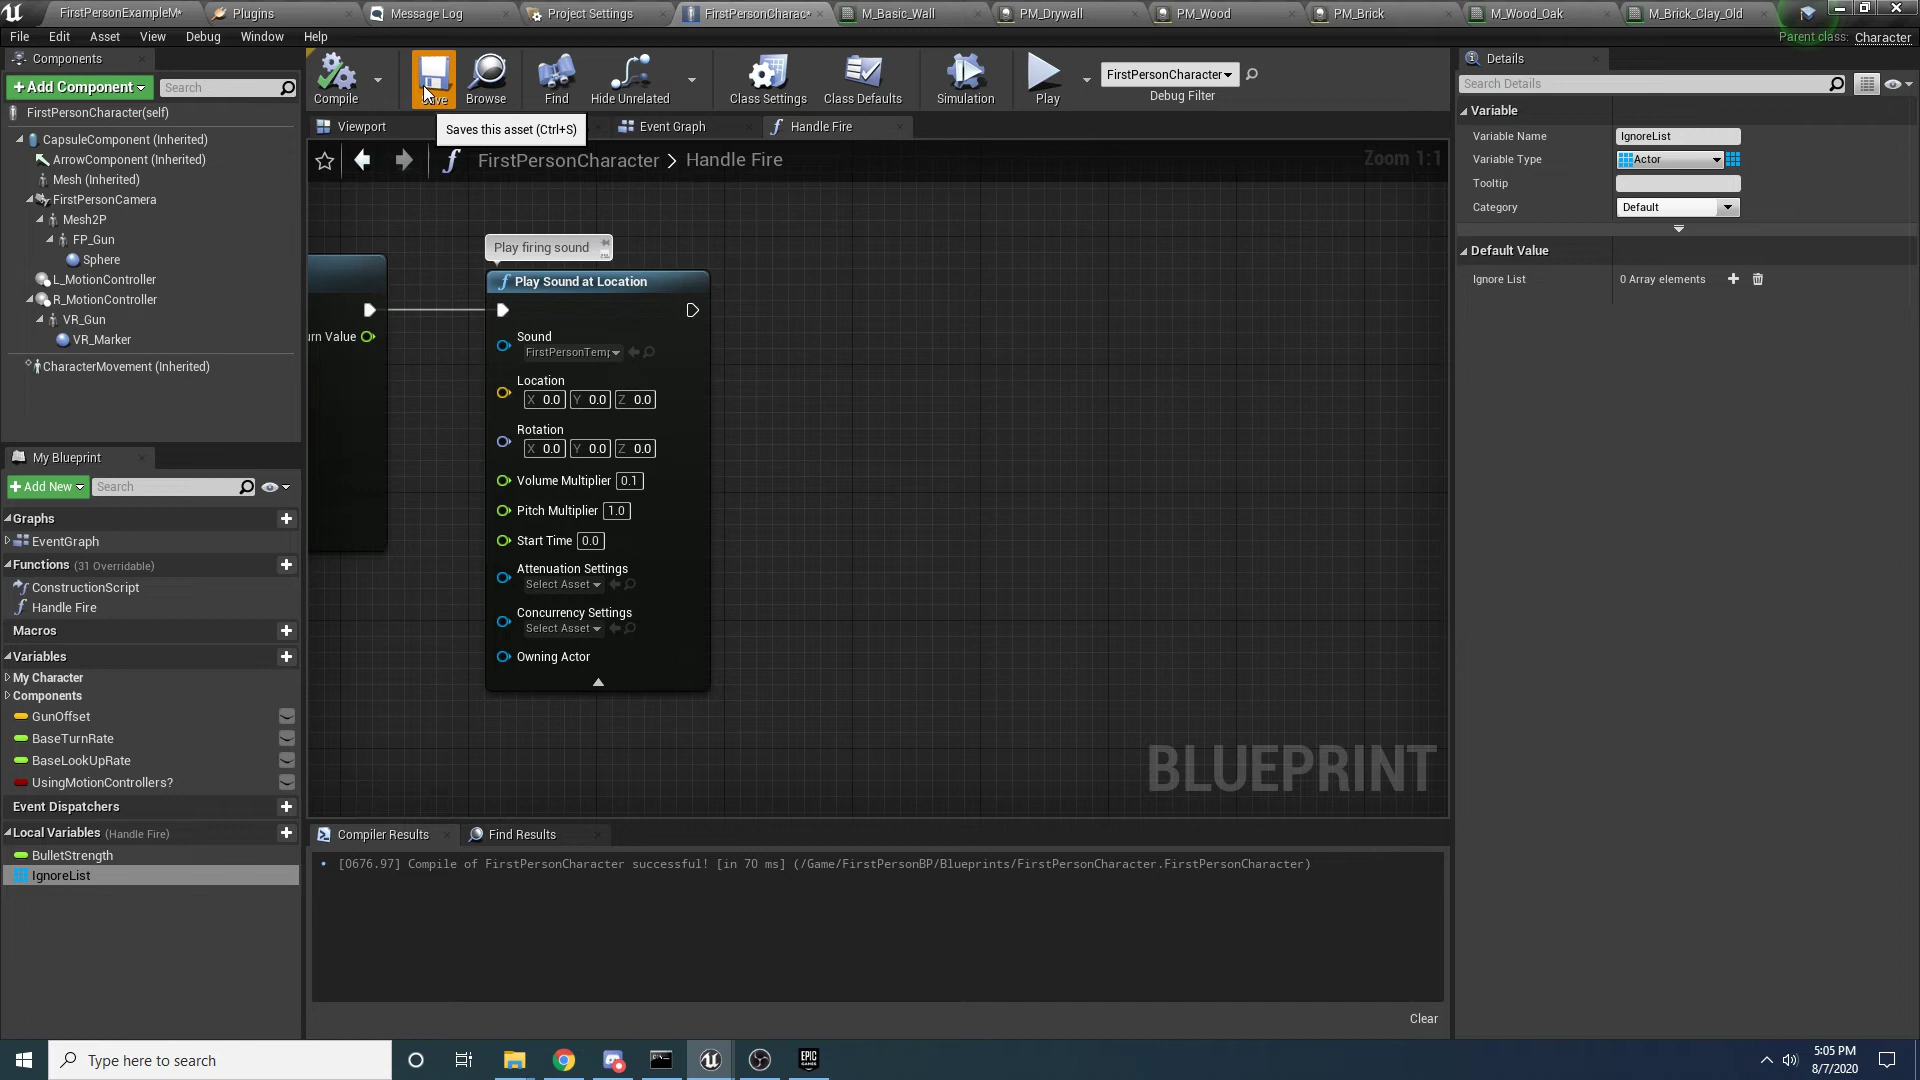 FirstPersonExampleM*
Plugins
Message Log
Project Settings
FirstPersonCharac*
M_Basic_Wall
PM_Drywall
PM_Wood
PM_Brick
M_Wood_Oak
M_Brick_Clay_Old
File Edit Asset View Debug Window Help
Parent class: Character
Components
+Add Component
Search
FirstPersonCharacter(self)
CapsuleComponent (Inherited)
ArrowComponent (Inherited)
Mesh (Inherited)
FirstPersonCamera
Mesh2P
FP_Gun
Sphere
L_MotionController
R_MotionController
VR_Gun
VR_Marker
CharacterMovement (Inherited)
My Blueprint
+Add New
Search
Graphs
EventGraph
Functions (31 Overridable)
ConstructionScript
Handle Fire
Macros
Variables
My Character
Components
GunOffset
BaseTurnRate
BaseLookUpRate
UsingMotionControllers?
Event Dispatchers
Local Variables (Handle Fire)
BulletStrength
IgnoreList
Compile
Browse
Find
Hide Unrelated
Class Settings
Class Defaults
Simulation
Play
FirstPersonCharacter
Debug Filter
Saves this asset (Ctrl+S)
Viewport
Event Graph
Handle Fire
FirstPersonCharacter > Handle Fire
Zoom 1:1
Play firing sound
Play Sound at Location
urn Value
Sound
FirstPersonTemp
Location
X 0.0 Y 0.0 Z 0.0
Rotation
X 0.0 Y 0.0 Z 0.0
Volume Multiplier 0.1
Pitch Multiplier 1.0
Start Time 0.0
Attenuation Settings
Select Asset
Concurrency Settings
Select Asset
Owning Actor
BLUEPRINT
Compiler Results
Find Results
[0676.97] Compile of FirstPersonCharacter successful! [in 70 ms] (/Game/FirstPersonBP/Blueprints/FirstPersonCharacter.FirstPersonCharacter)
Clear
Details
Search Details
Variable
Variable Name IgnoreList
Variable Type Actor
Tooltip
Category Default
Default Value
Ignore List 0 Array elements
Type here to search
EPIC
GAMES
5:05 PM
8/7/2020